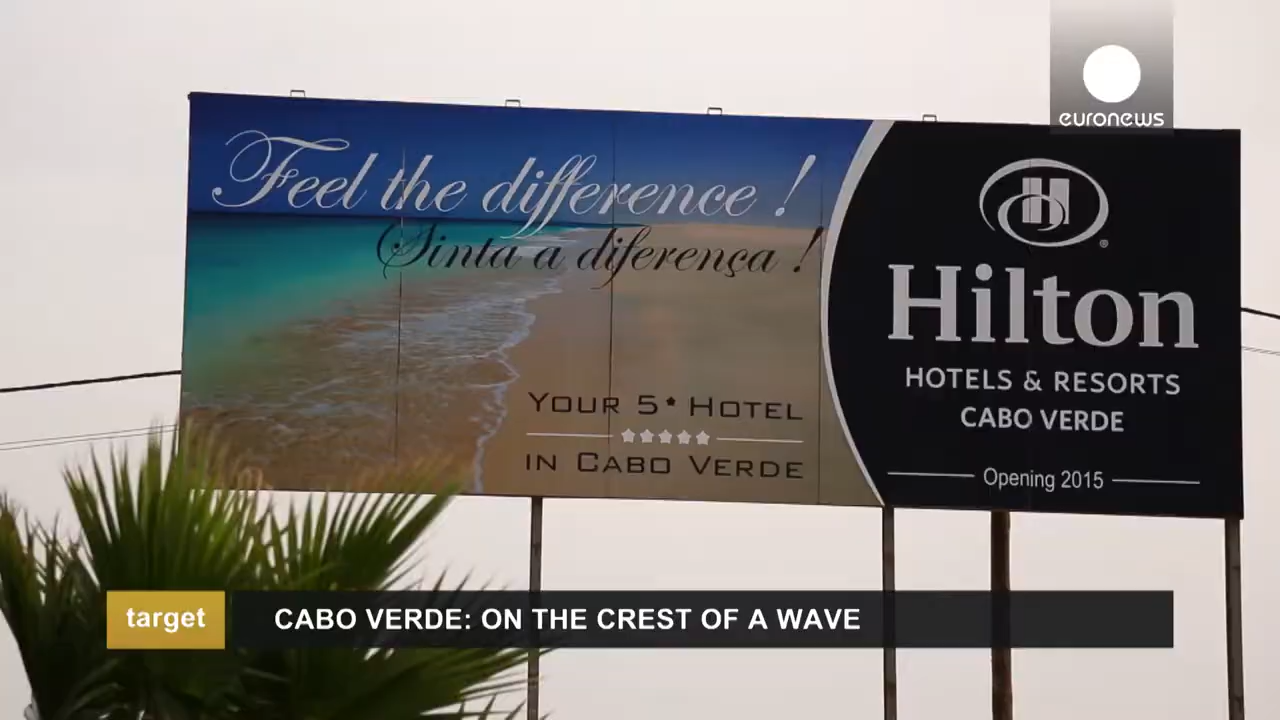 euronews
Feel the difference !
Sinta a diferença !
YOUR 5* HOTEL
IN CABO VERDE
H
Hilton
HOTELS & RESORTS
CABO VERDE
Opening 2015
target
CABO VERDE: ON THE CREST OF A WAVE